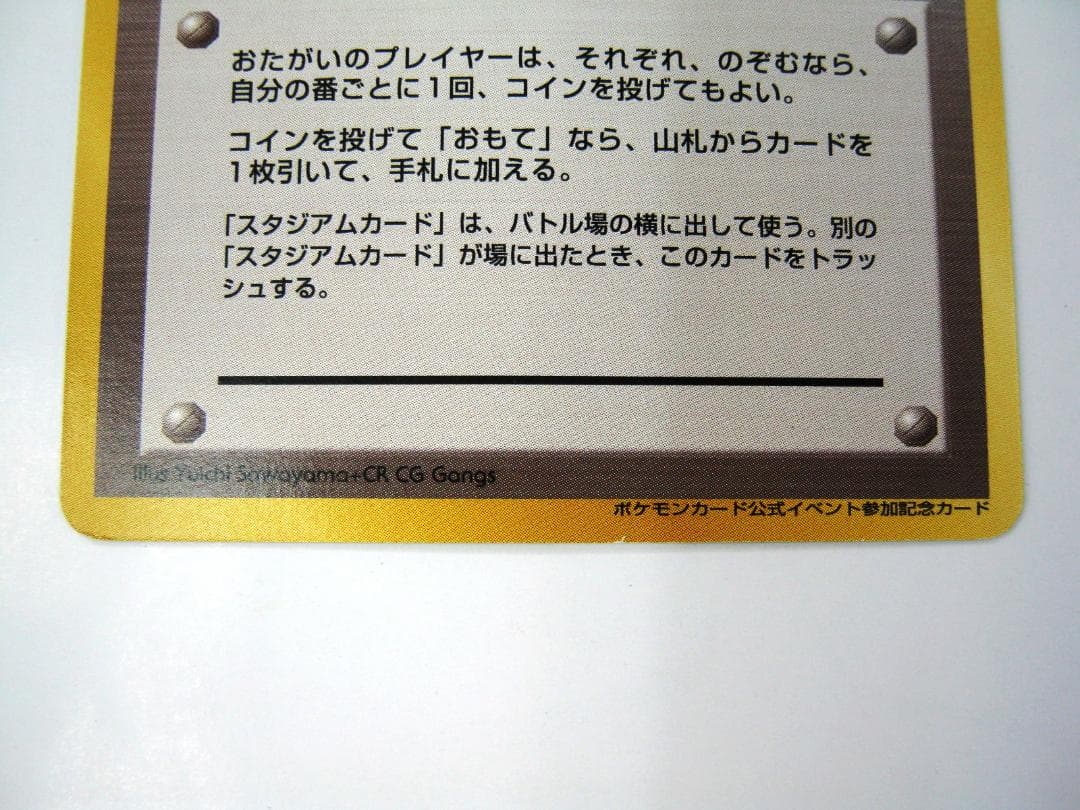 おたがいのプレイヤーは、それぞれ、のぞむなら、
自分の番ごとに1回、コインを投げてもよい。
コインを投げて「おもて」なら、山札からカードを
1枚引いて、手札に加える。
「スタジアムカード」は、バトル場の横に出して使う。別の
「スタジアムカード」が場に出たとき、このカードをトラッ
シュする。
Illus Yuichi Sawayama+CR CG Gangs
ポケモンカード公式イベント参加記念カード